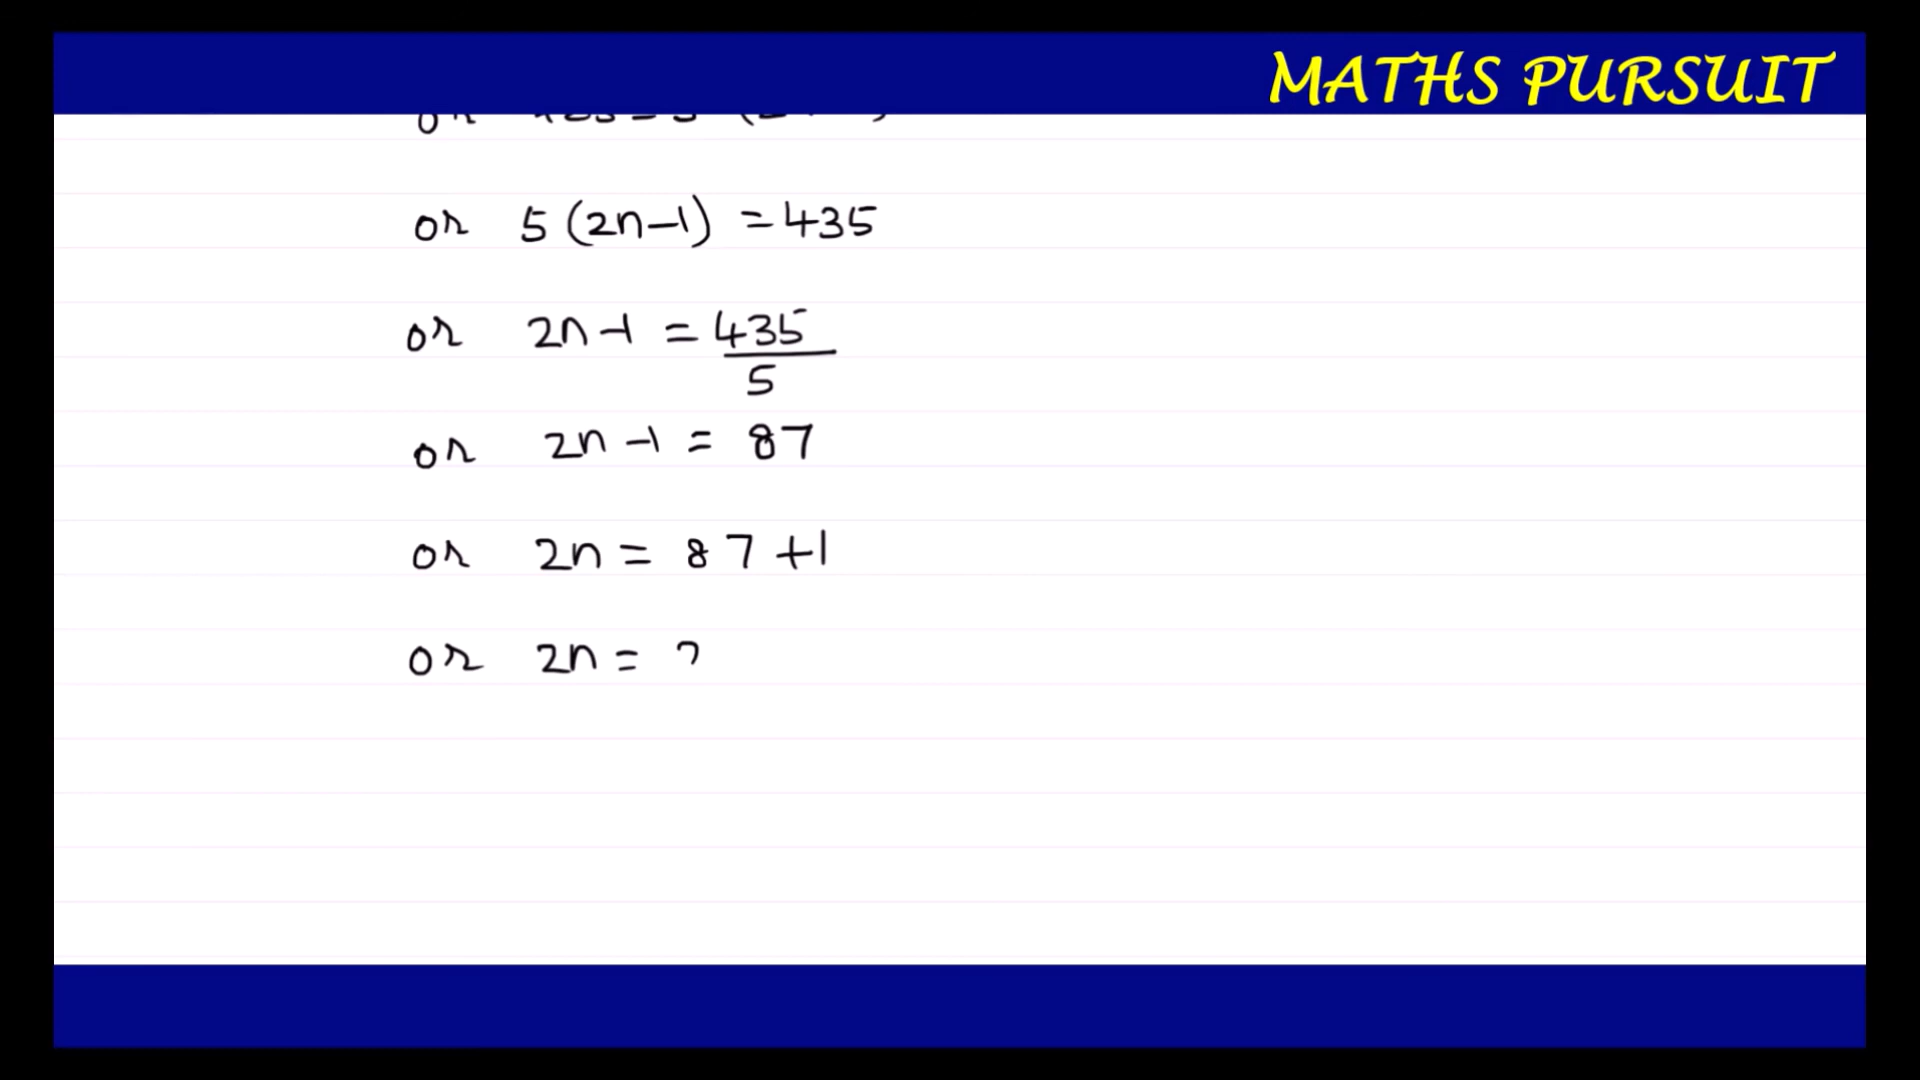 MATHS PURSUIT
or 5 (2n-1) = 435
or 2n-1 = 435
5
or 2n-1 = 87
or 2n = 87 +1
or 2n =